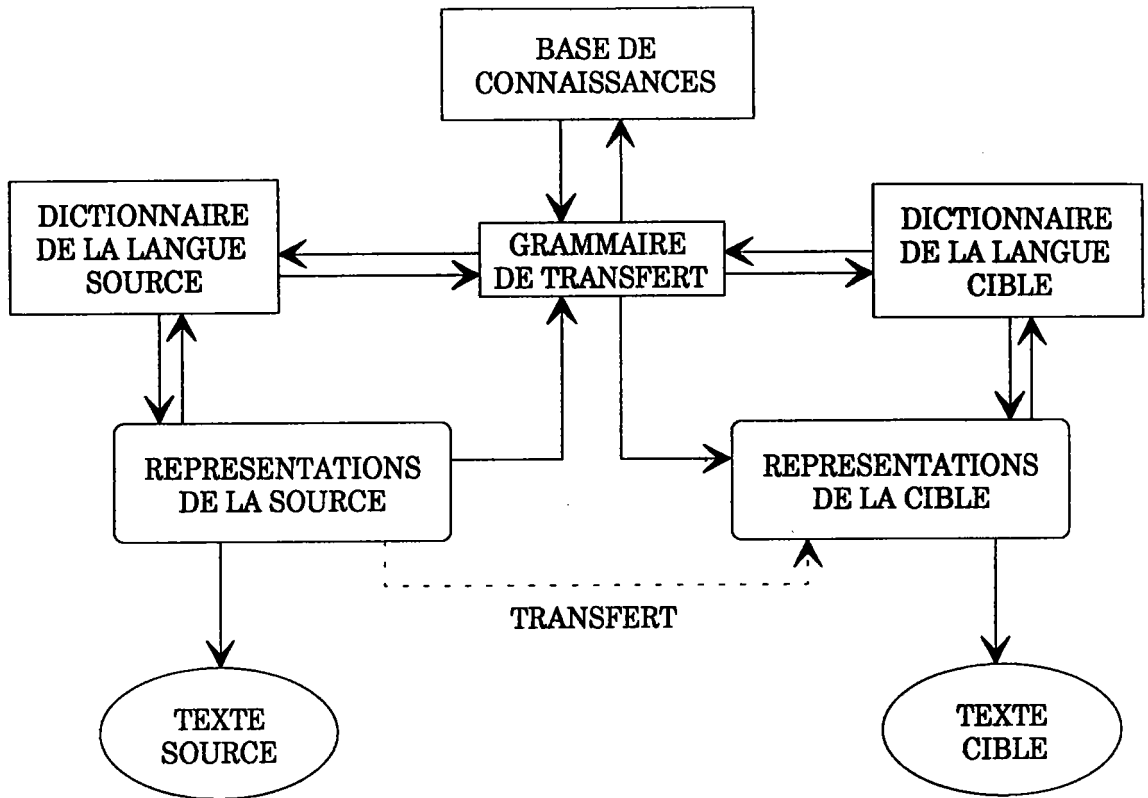 BASE DE
CONNAISSANCES
DICTIONNAIRE
DE LA LANGUE
SOURCE
GRAMMAIRE
DE TRANSFERT
DICTIONNAIRE
DE LA LANGUE
CIBLE
REPRESENTATIONS
DE LA SOURCE
REPRESENTATIONS
DE LA CIBLE
TRANSFERT
TEXTE
SOURCE
TEXTE
CIBLE